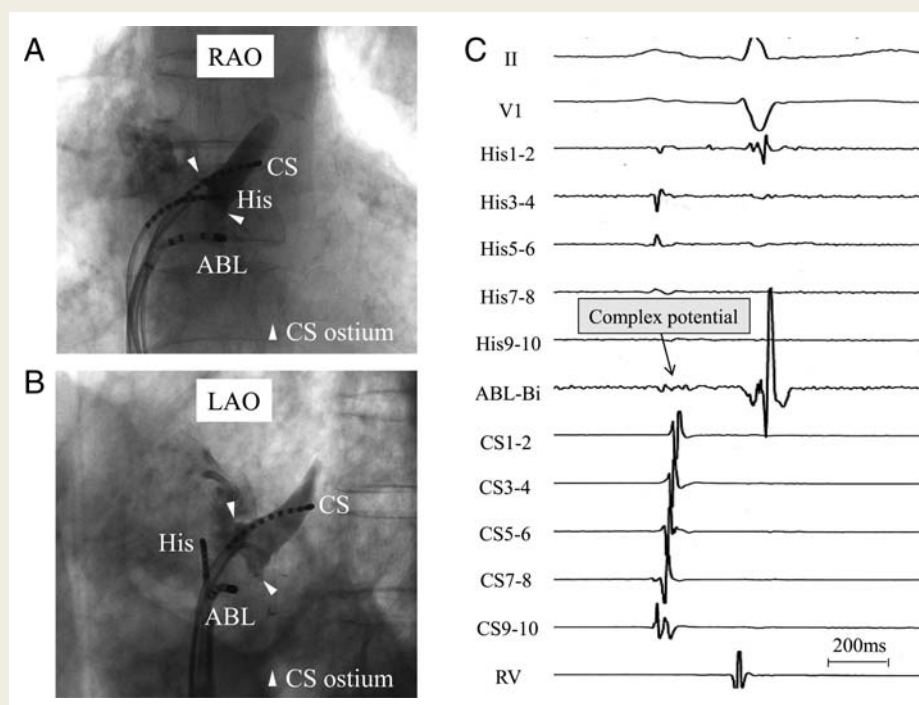 A
RAO
CS
His
ABL
CS ostium
B
LAO
CS
His
ABL
CS ostium
C
II
V1
His1-2
His3-4
His5-6
His7-8
Complex potential
His9-10
ABL-Bi
CS1-2
CS3-4
CS5-6
CS7-8
CS9-10
200ms
RV